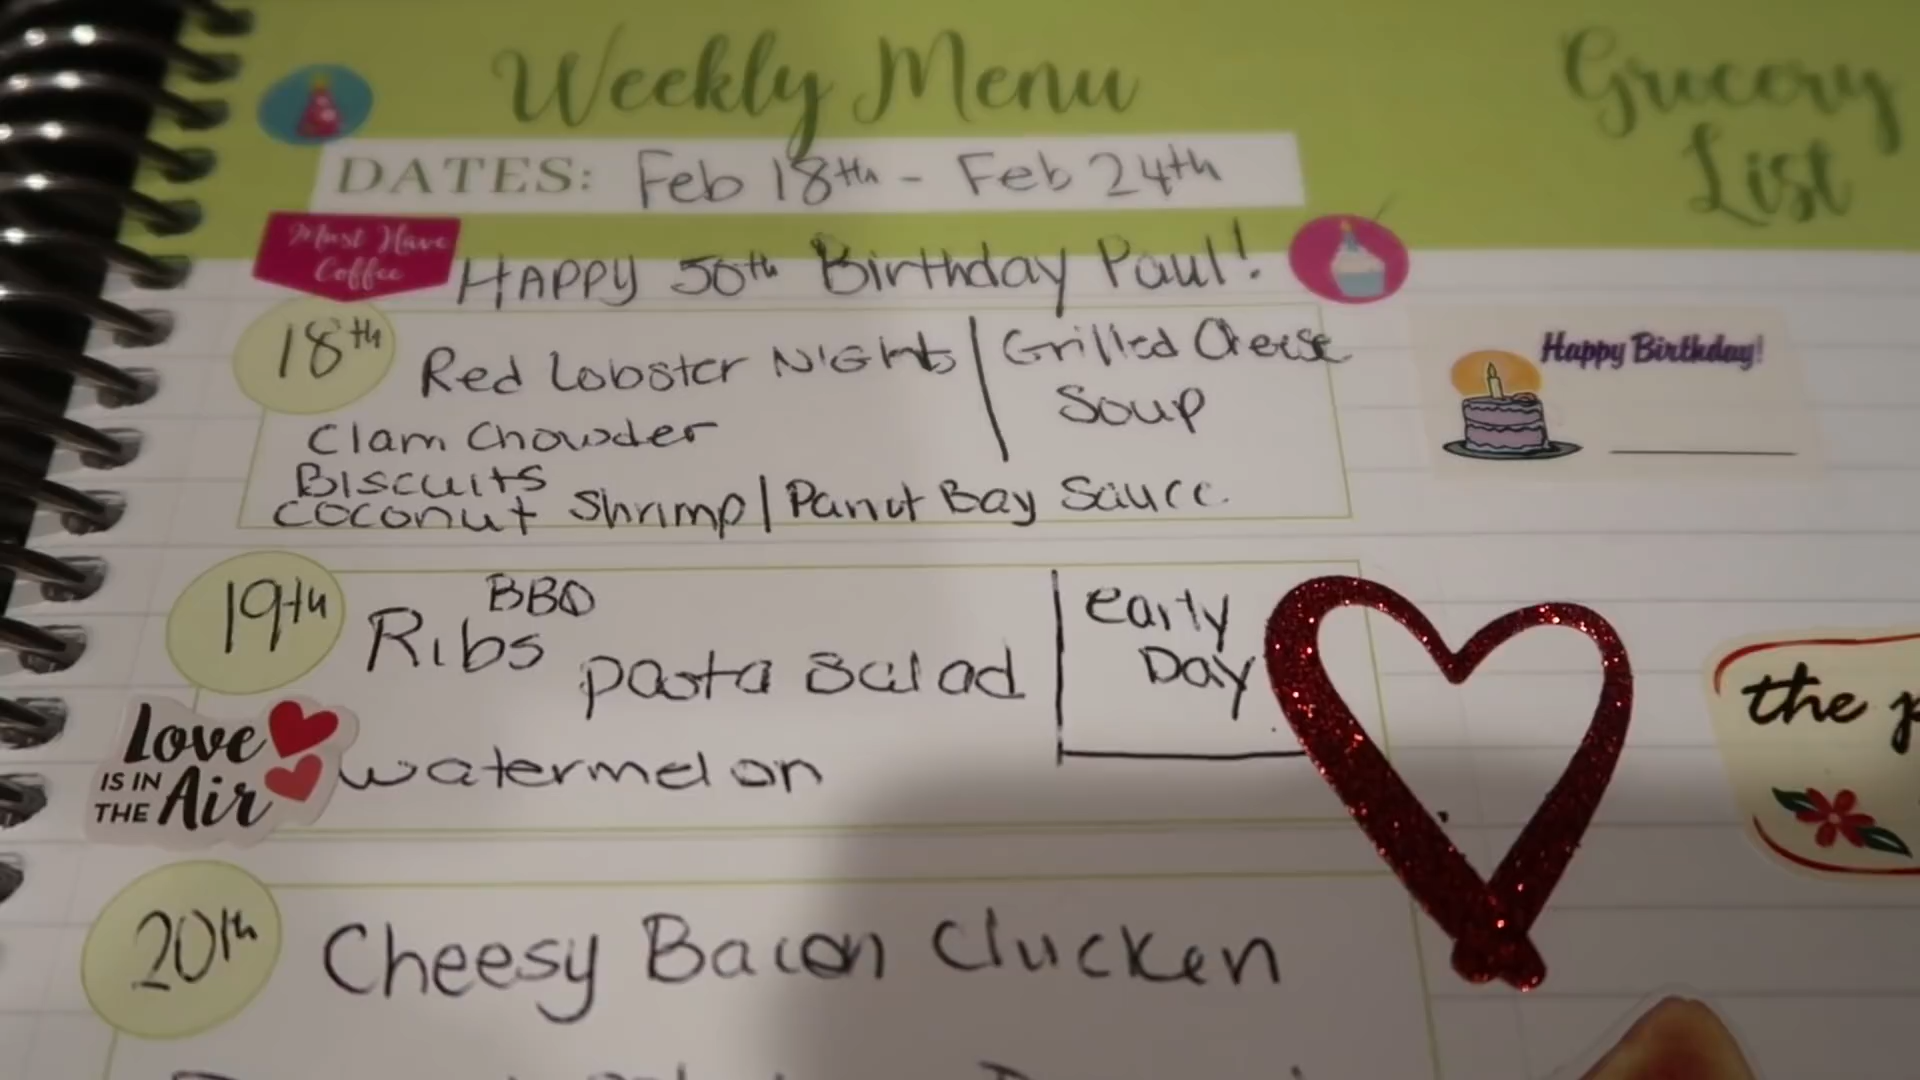 Weekly Menu
Grocery
List
DATES: Feb 18th - Feb 24th
Must Have
Coffee
HAPPY 50th Birthday Paul!
18th
Red Lobster NIGHts
Grilled Cheese
Soup
Clam Chowder
BIscuits
coconut Shrimp | Panut Bay Sauce
Happy Birthday!
19th
BBQ
Ribs
pasta salad
early
Day
watermelon
Love
IS IN
THE Air
the
20th
Cheesy Bacon Chicken